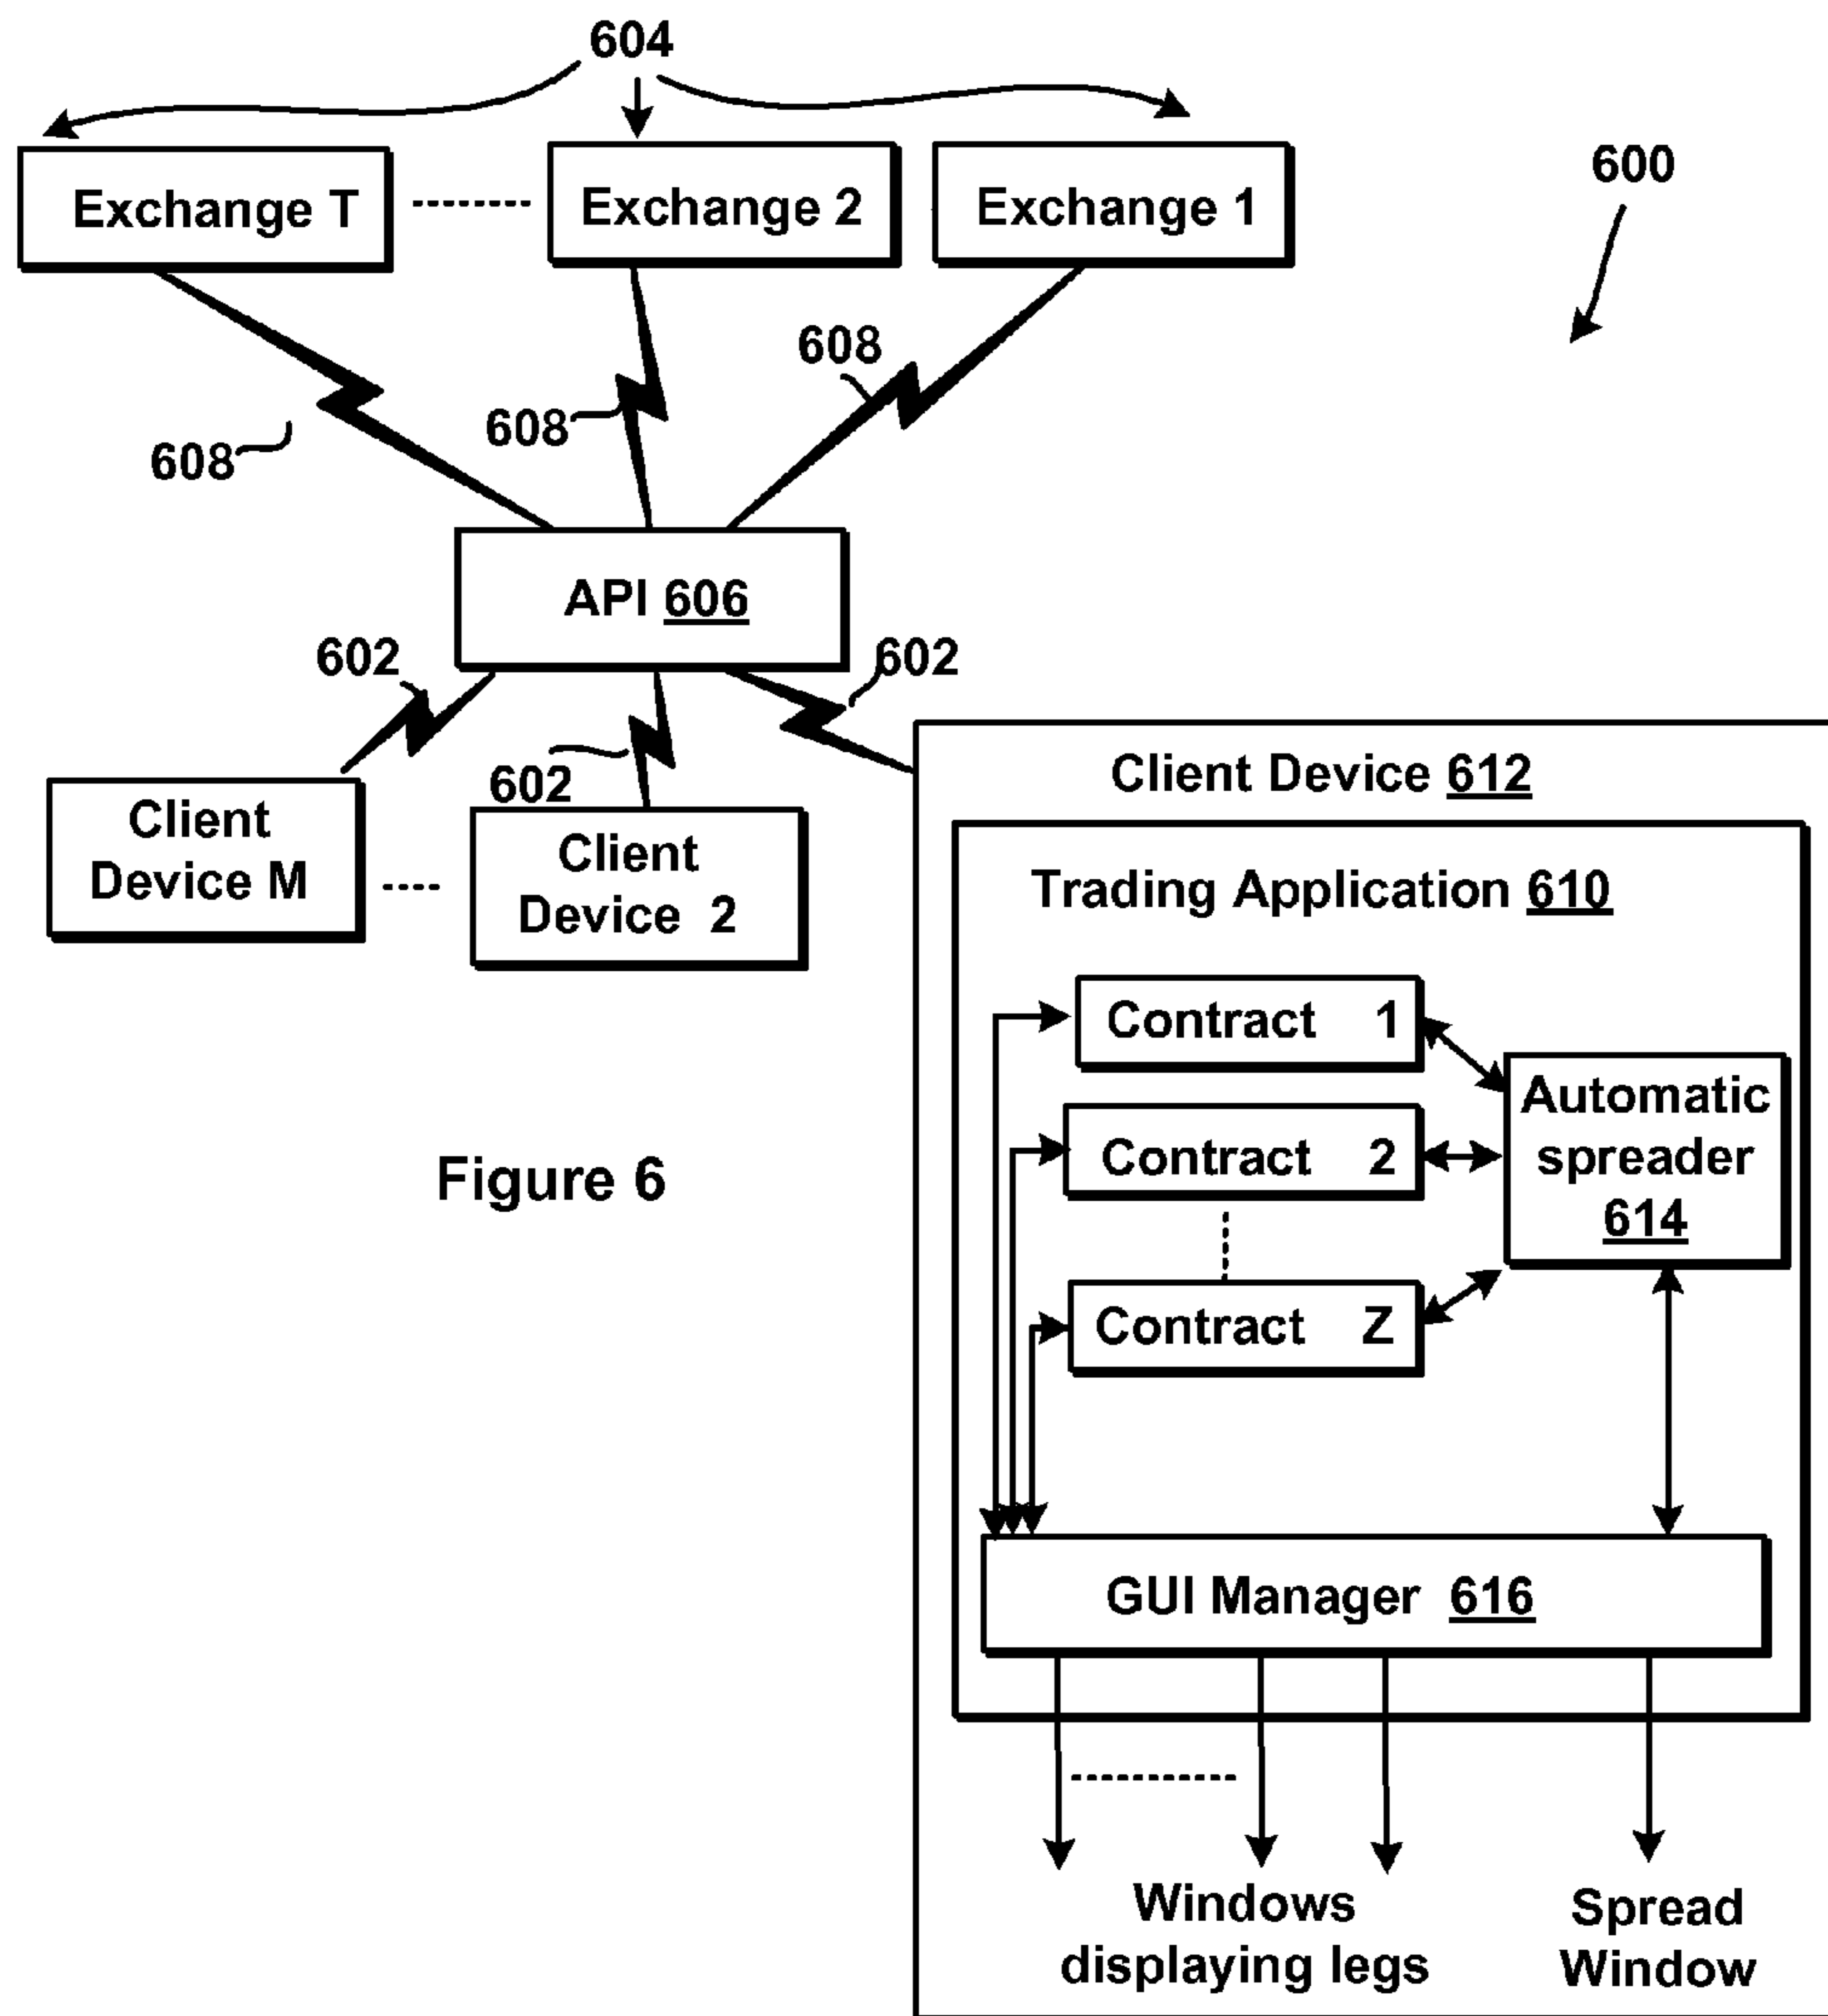 604
600
Exchange T
Exchange 2
Exchange 1
608
608
608
API 606
602
602
602
Client
Device M
Client
Device 2
Client Device 612
Trading Application 610
Contract 1
Contract 2
Contract Z
Automatic
spreader
614
Figure 6
GUI Manager 616
Windows
displaying legs
Spread
Window